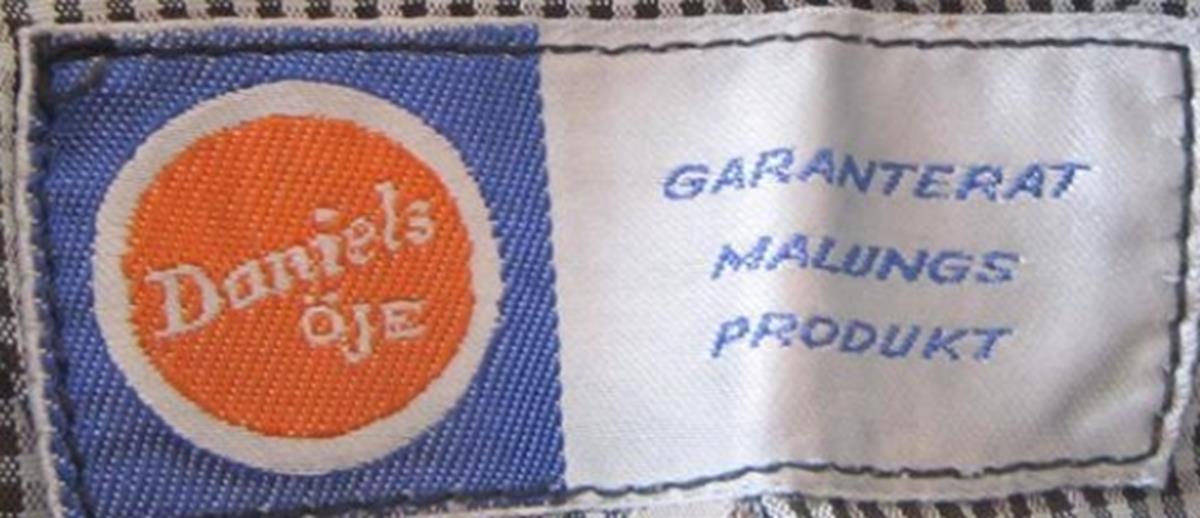 Daniels
ÖJE
GARANTERAT
MALUNGS
PRODUKT